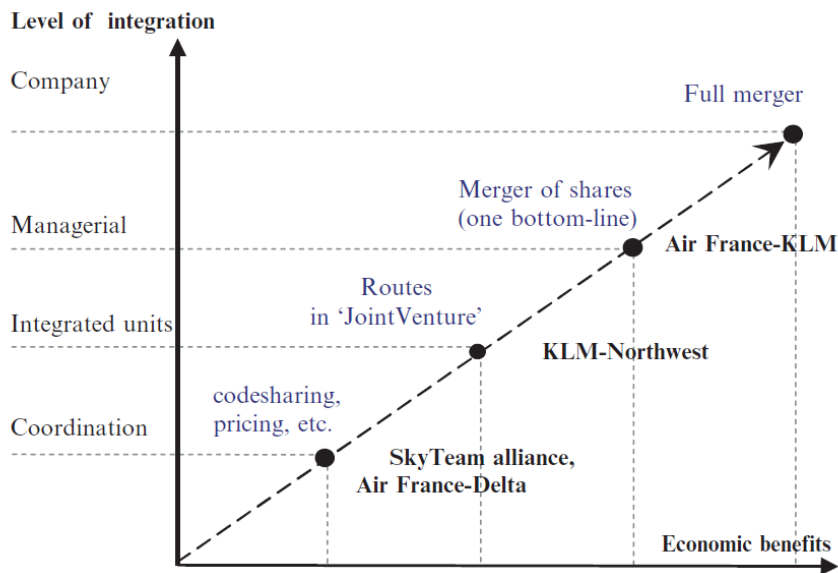 Level of integration
Company
Full merger
Merger of shares
(one bottom-line)
Managerial
Air France-KLM
Routes
in ‘JointVenture’
Integrated units
KLM-Northwest
codesharing,
pricing, etc.
Coordination
SkyTeam alliance,
Air France-Delta
Economic benefits